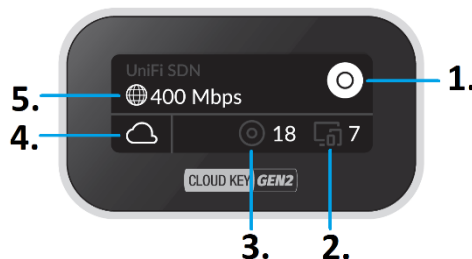 UniFi SDN
1.
5.
400 Mbps
4.
18
7
CLOUD KEY GEN2
3.
2.